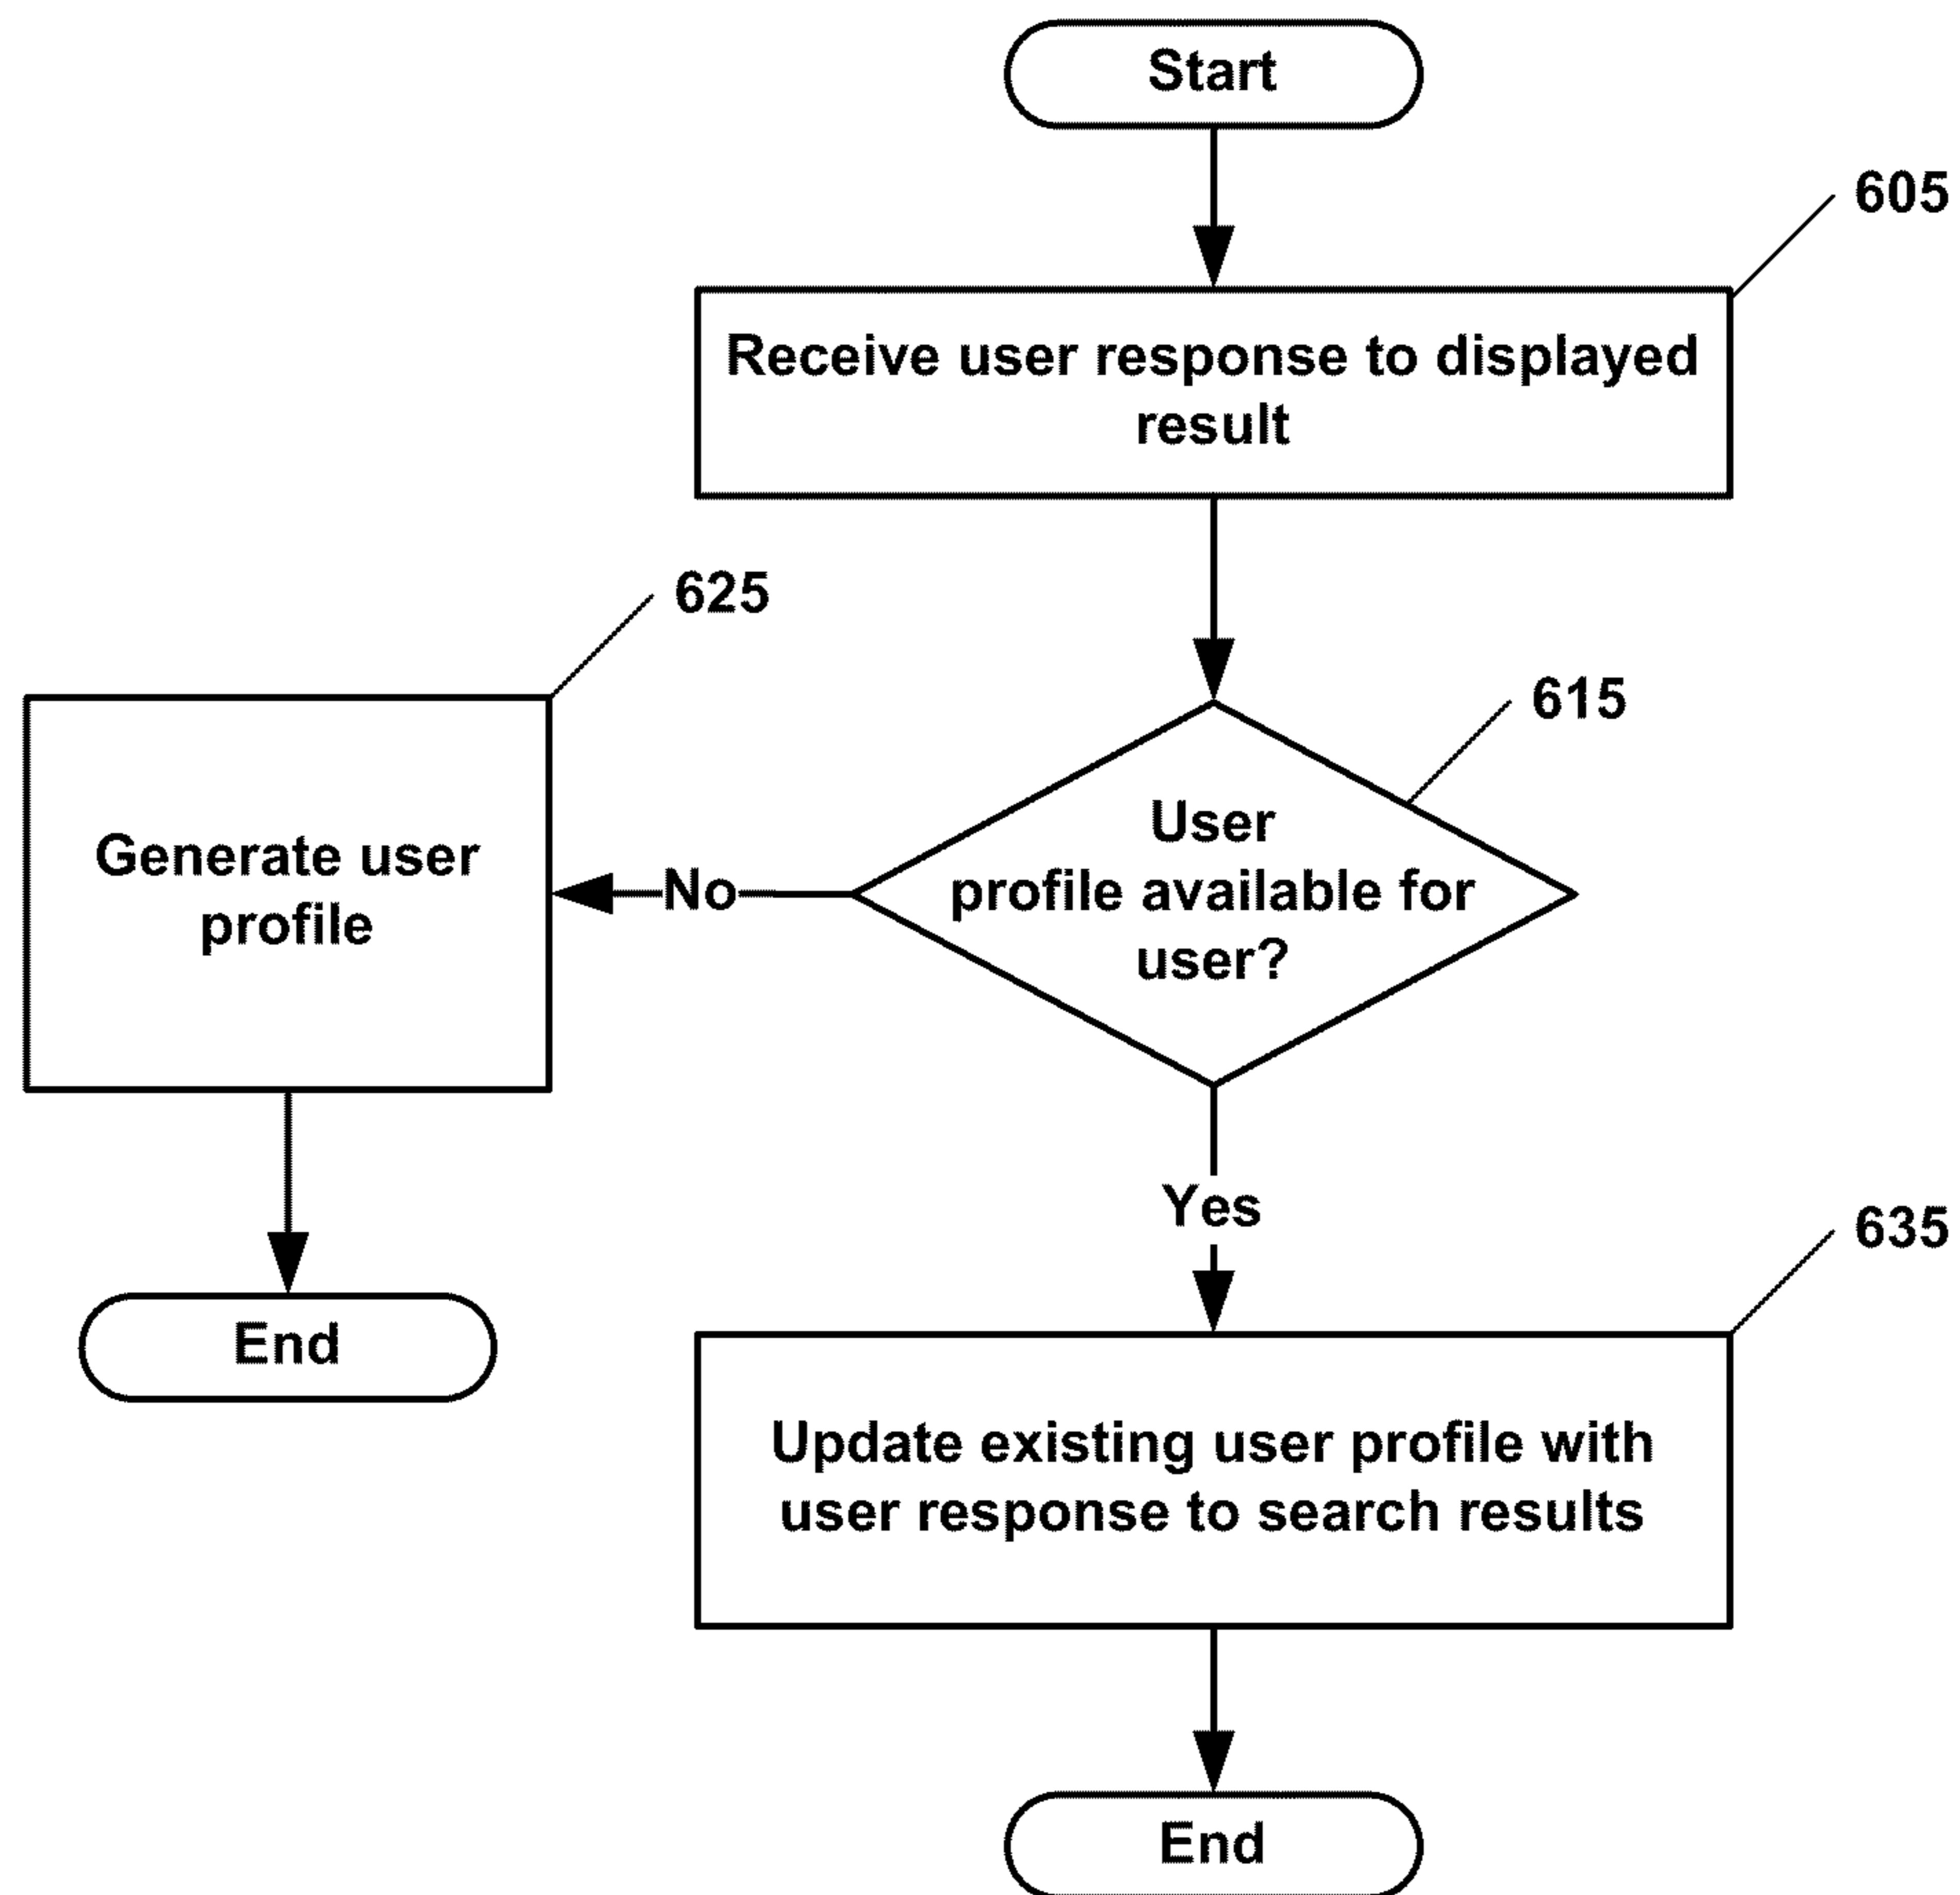 Start
605
Receive user response to displayed
result
625
615
Generate user
profile
No
User
profile available for
user?
Yes
635
End
Update existing user profile with
user response to search results
End